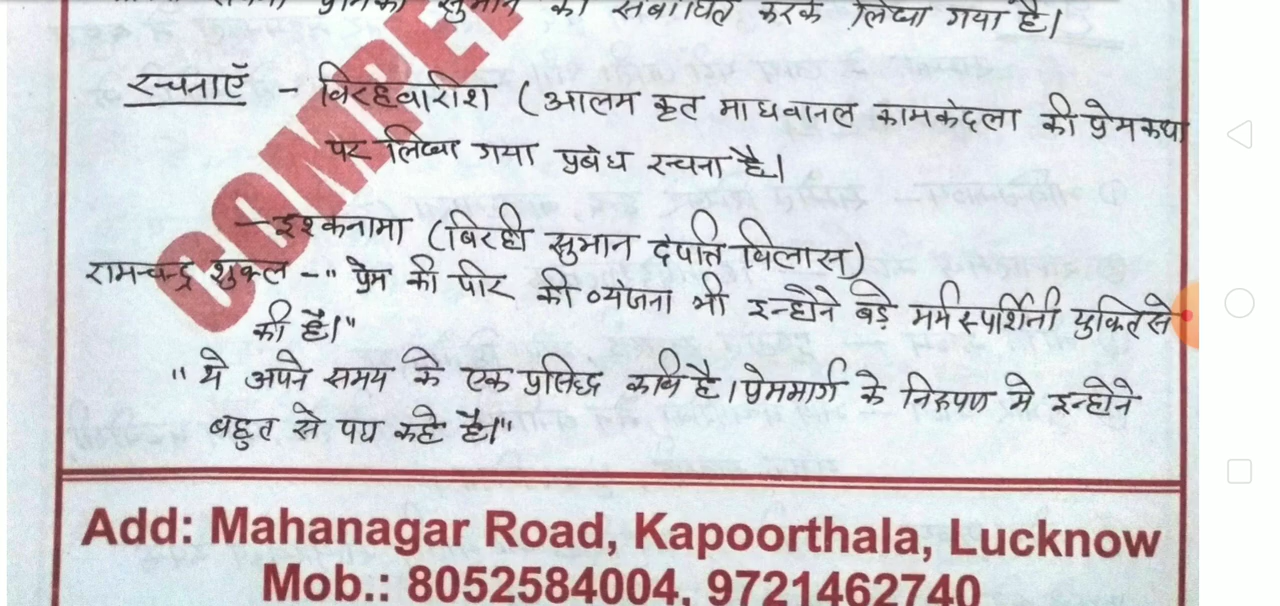 सुभान को संबोधित करके लिखा गया है।
COMPE
रचनाएँ - विरहवारीश (आलम कृत माधवानल कामकंदला की प्रेमकथा
पर लिखा गया प्रबंध रचना है।
- इश्कनामा (बिरही सुभान दंपति विलास)
रामचन्द्र शुक्ल - "प्रेम की पीर की व्यंजना भी इन्होने बड़े मर्मस्पर्शिनी युक्ति से
की है।"
"ये अपने समय के एक प्रसिद्ध कवि है। प्रेममार्ग के निरुपण मे इन्होने
बहुत से पद्य कहे है।"
Add: Mahanagar Road, Kapoorthala, Lucknow
Mob.: 8052584004, 9721462740